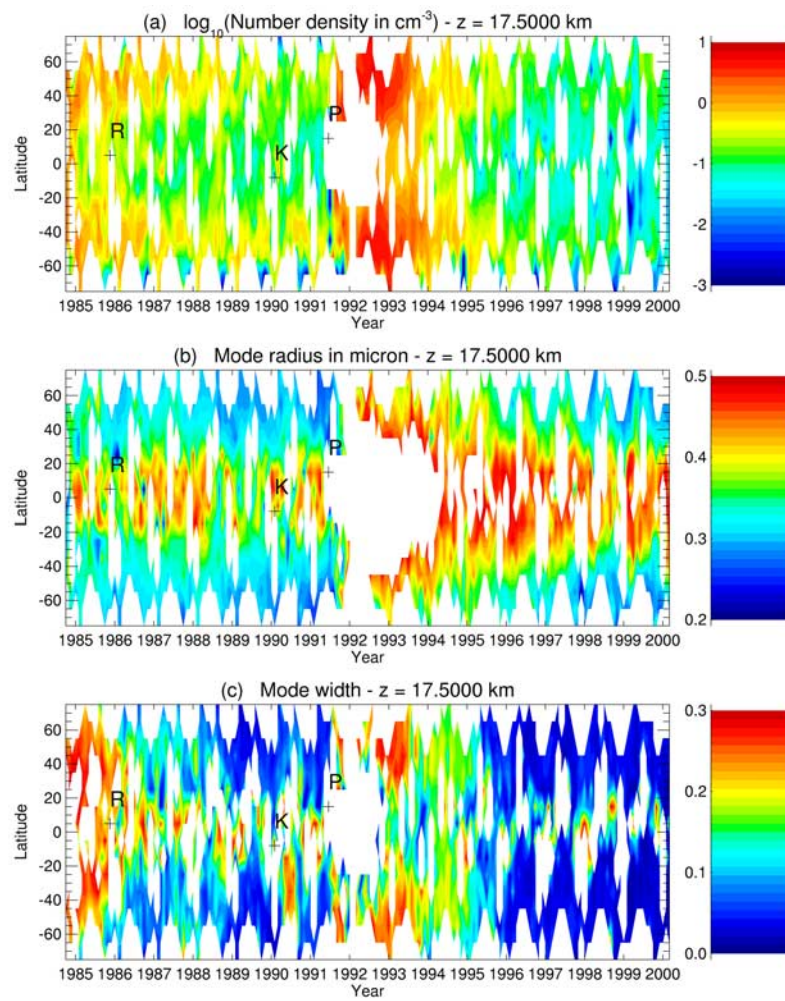 (a) log₁₀(Number density in cm⁻³) - z = 17.5000 km
60
40
20
0
-20
-40
-60
Latitude
R
K
P
1985 1986 1987 1988 1989 1990 1991 1992 1993 1994 1995 1996 1997 1998 1999 2000
Year
1
0
-1
-2
-3
(b) Mode radius in micron - z = 17.5000 km
60
40
20
0
-20
-40
-60
Latitude
R
K
P
1985 1986 1987 1988 1989 1990 1991 1992 1993 1994 1995 1996 1997 1998 1999 2000
Year
0.5
0.4
0.3
0.2
(c) Mode width - z = 17.5000 km
60
40
20
0
-20
-40
-60
Latitude
R
K
P
1985 1986 1987 1988 1989 1990 1991 1992 1993 1994 1995 1996 1997 1998 1999 2000
Year
0.3
0.2
0.1
0.0